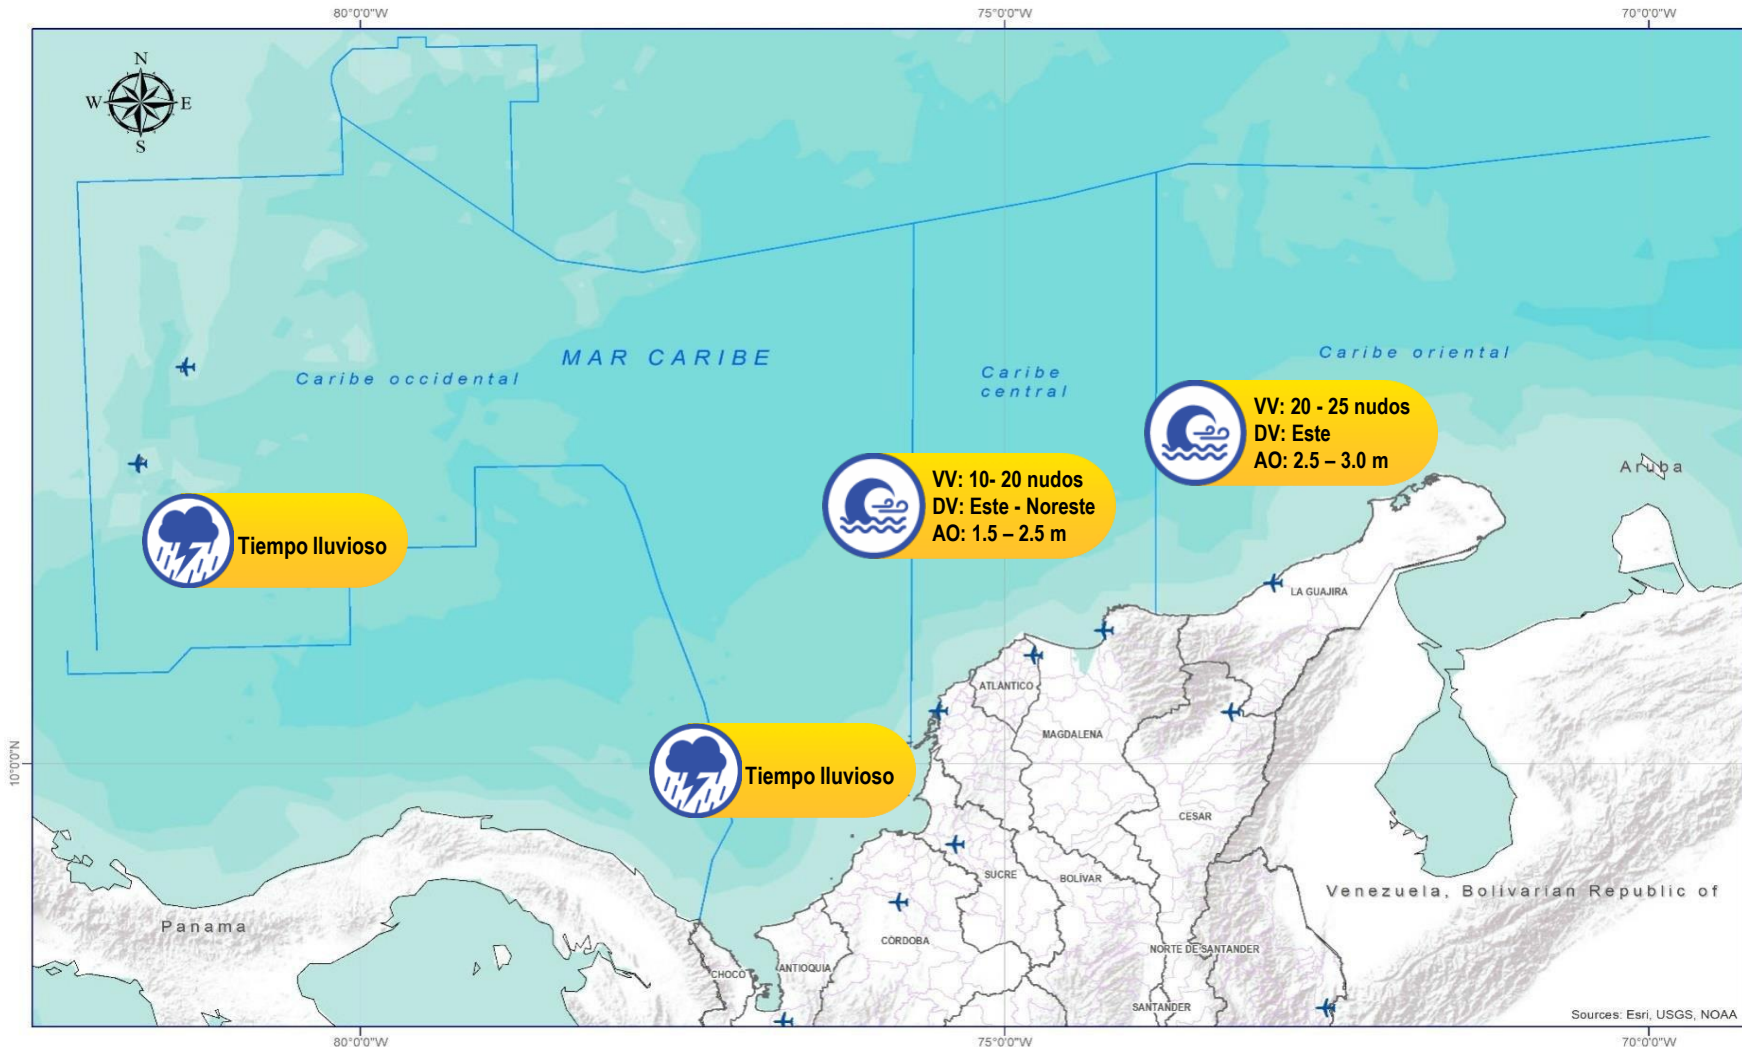 80°0'0"W
75°0'0"W
70°0'0"W
N
W
E
S
MAR CARIBE
Caribe occidental
Caribe
central
Caribe oriental
VV: 20 - 25 nudos
DV: Este
AO: 2.5 – 3.0 m
VV: 10- 20 nudos
DV: Este - Noreste
AO: 1.5 – 2.5 m
Aruba
Tiempo lluvioso
LA GUAJIRA
ATLANTICO
MAGDALENA
10°0'0"N
Tiempo lluvioso
CESAR
SUCRE
BOLÍVAR
Venezuela, Bolivarian Republic of
Panama
CÓRDOBA
NORTE DE SANTANDER
CHOCO
ANTIOQUIA
SANTANDER
Sources: Esri, USGS, NOAA
80°0'0"W
75°0'0"W
70°0'0"W